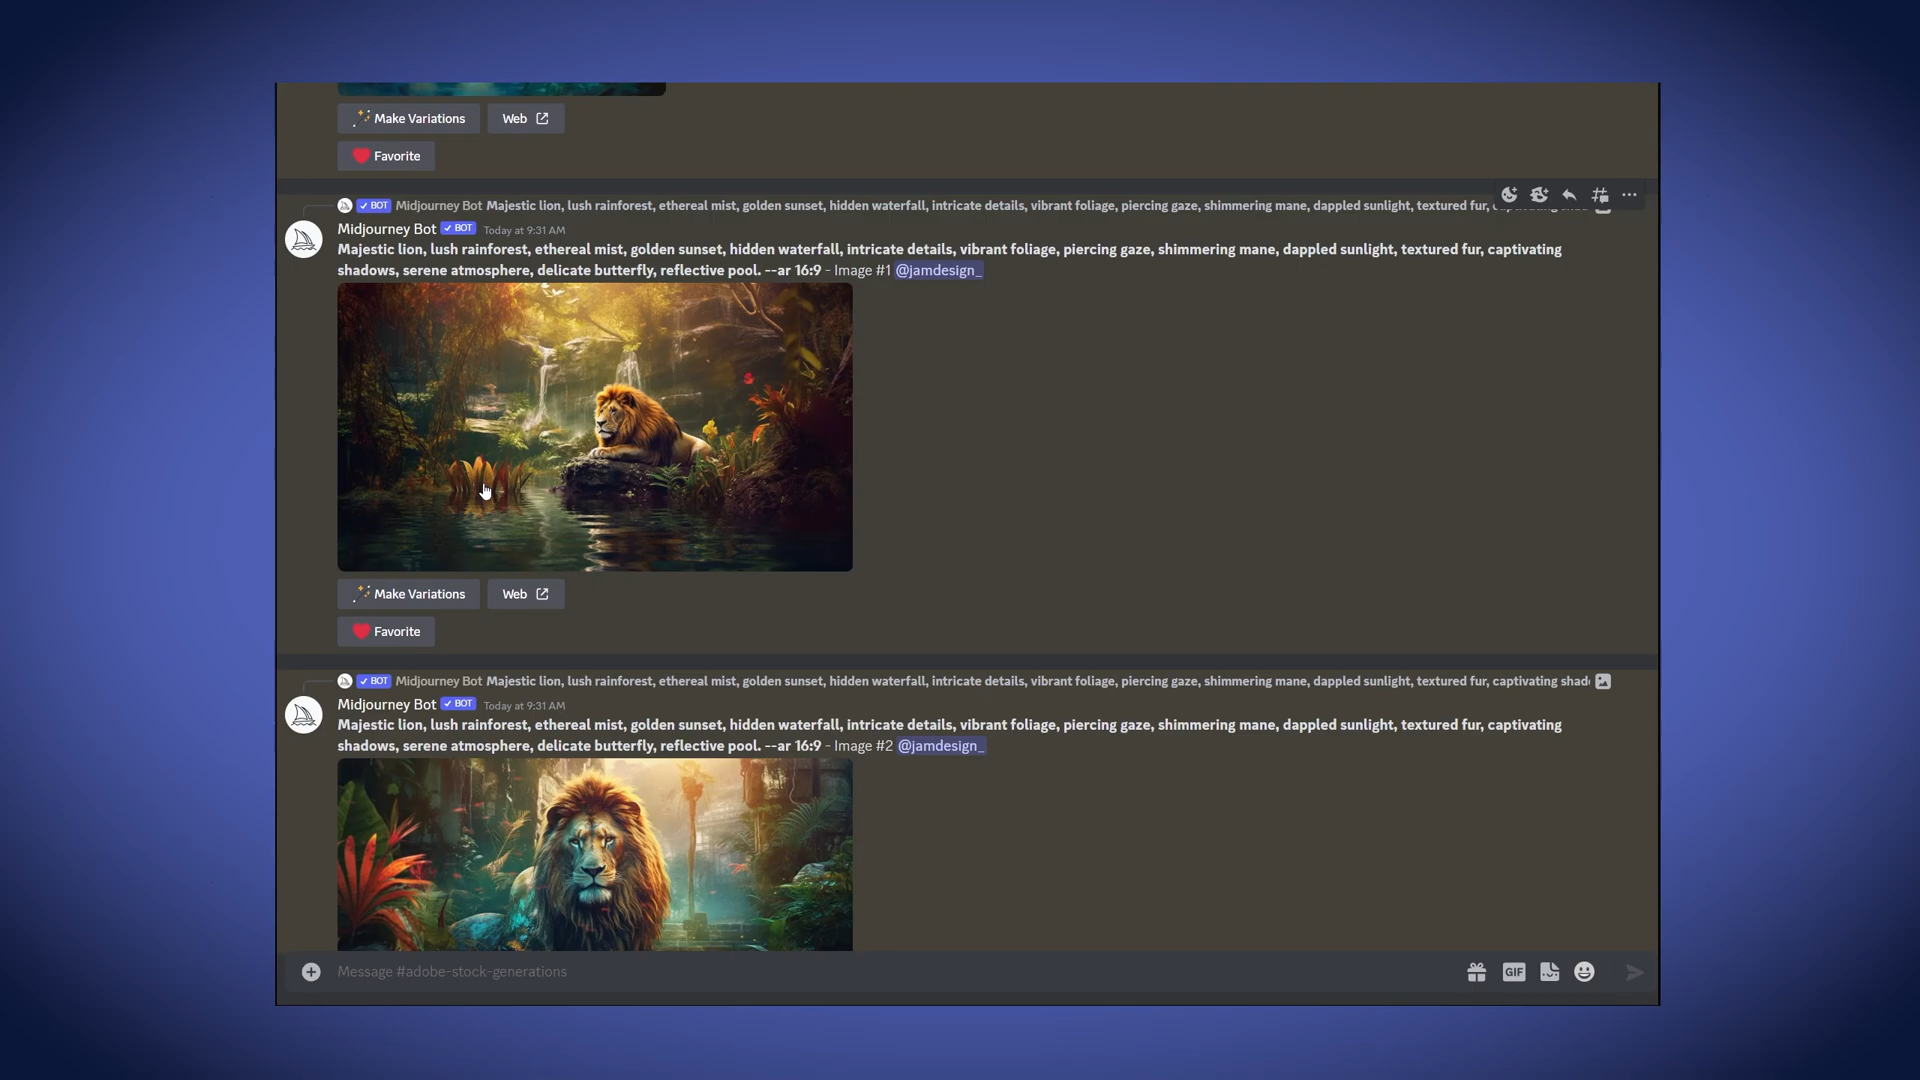 Make Variations Web
Favorite
BOT Midjourney Bot Majestic lion, lush rainforest, ethereal mist, golden sunset, hidden waterfall, intricate details, vibrant foliage, piercing gaze, shimmering mane, dappled sunlight, textured fur,
Midjourney Bot BOT Today at 9:31 AM
Majestic lion, lush rainforest, ethereal mist, golden sunset, hidden waterfall, intricate details, vibrant foliage, piercing gaze, shimmering mane, dappled sunlight, textured fur, captivating
shadows, serene atmosphere, delicate butterfly, reflective pool. --ar 16:9 - Image #1 @jamdesign_
Make Variations Web
Favorite
BOT Midjourney Bot Majestic lion, lush rainforest, ethereal mist, golden sunset, hidden waterfall, intricate details, vibrant foliage, piercing gaze, shimmering mane, dappled sunlight, textured fur, captivating shad
Midjourney Bot BOT Today at 9:31 AM
Majestic lion, lush rainforest, ethereal mist, golden sunset, hidden waterfall, intricate details, vibrant foliage, piercing gaze, shimmering mane, dappled sunlight, textured fur, captivating
shadows, serene atmosphere, delicate butterfly, reflective pool. --ar 16:9 - Image #2 @jamdesign_
Message #adobe-stock-generations GIF